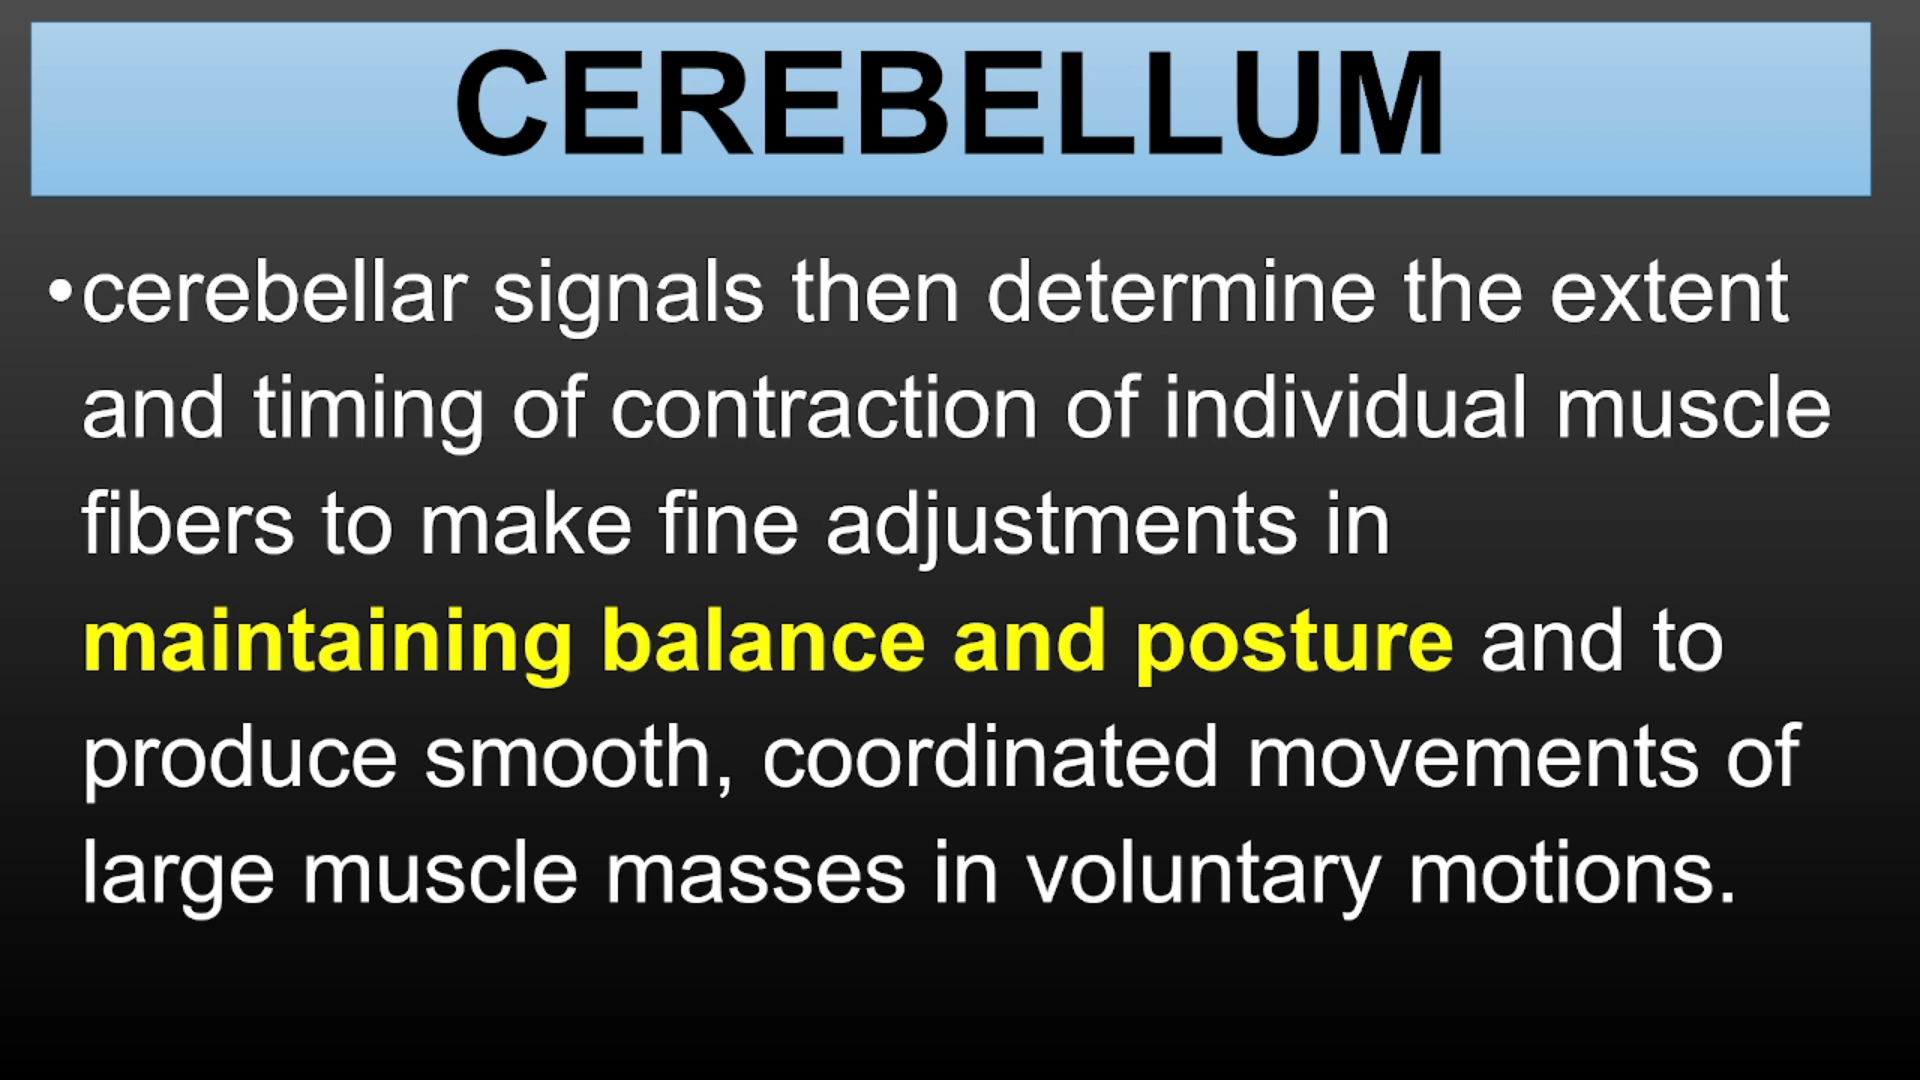 CEREBELLUM
•cerebellar signals then determine the extent
and timing of contraction of individual muscle
fibers to make fine adjustments in
maintaining balance and posture and to
produce smooth, coordinated movements of
large muscle masses in voluntary motions.